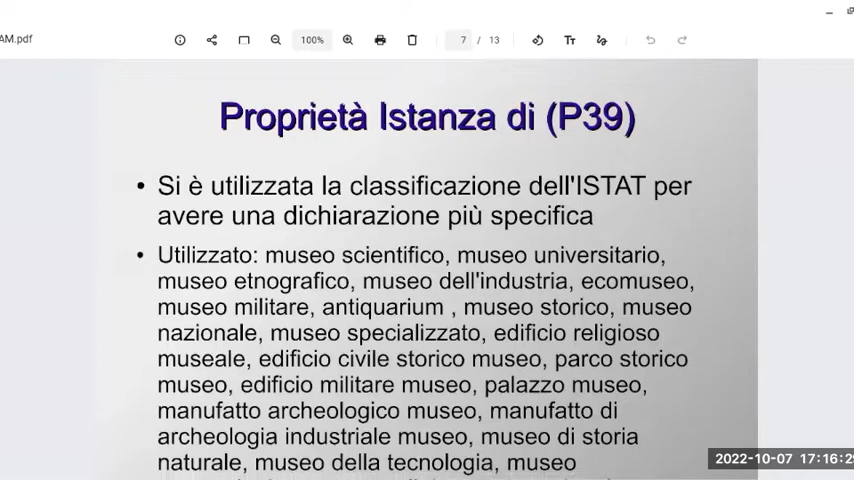 AM.pdf
100%
7 / 13
Proprietà Istanza di (P39)
• Si è utilizzata la classificazione dell'ISTAT per
avere una dichiarazione più specifica
• Utilizzato: museo scientifico, museo universitario,
museo etnografico, museo dell'industria, ecomuseo,
museo militare, antiquarium , museo storico, museo
nazionale, museo specializzato, edificio religioso
museale, edificio civile storico museo, parco storico
museo, edificio militare museo, palazzo museo,
manufatto archeologico museo, manufatto di
archeologia industriale museo, museo di storia
naturale, museo della tecnologia, museo
2022-10-07 17:16:29